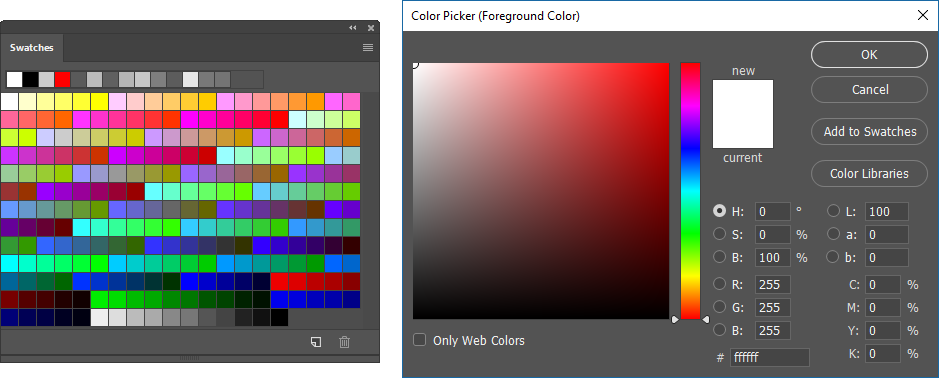 Swatches
Color Picker (Foreground Color)
new
current
OK
Cancel
Add to Swatches
Color Libraries
H: 0 °
S: 0 %
B: 100 %
R: 255
G: 255
B: 255
# ffffff
L: 100
a: 0
b: 0
C: 0 %
M: 0 %
Y: 0 %
K: 0 %
Only Web Colors